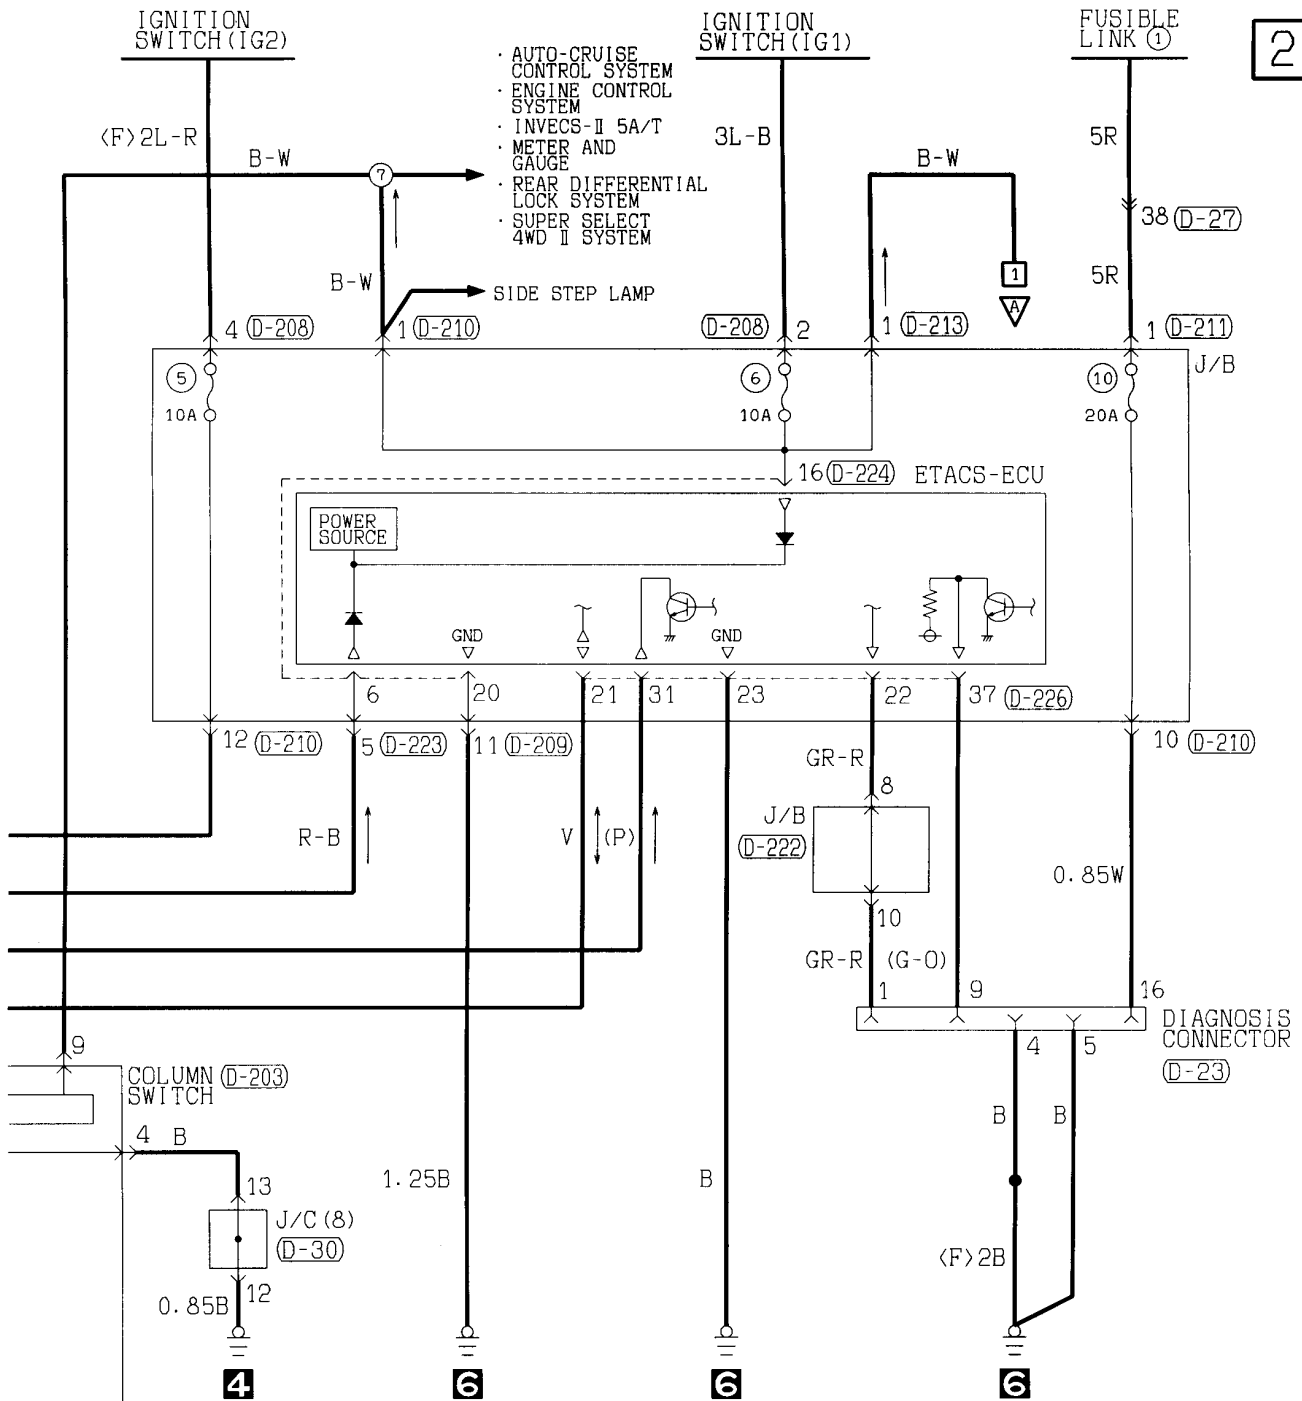 IGNITION
SWITCH(IG2)
IGNITION
SWITCH(IG1)
FUSIBLE
LINK ①
2
· AUTO-CRUISE
CONTROL SYSTEM
· ENGINE CONTROL
SYSTEM
· INVECS-Ⅱ 5A/T
· METER AND
GAUGE
· REAR DIFFERENTIAL
LOCK SYSTEM
· SUPER SELECT
4WD Ⅱ SYSTEM
<F>2L-R
3L-B
5R
B-W
7
B-W
38 (D-27)
B-W
SIDE STEP LAMP
1
A
5R
4 (D-208)
1 (D-210)
(D-208) 2
1 (D-213)
1 (D-211)
J/B
5
10A
6
10A
10
20A
16 (D-224)
ETACS-ECU
POWER
SOURCE
GND
GND
6
20
21
31
23
22
37 (D-226)
12 (D-210)
5 (D-223)
11 (D-209)
10 (D-210)
GR-R
8
R-B
V
(P)
J/B
(D-222)
0.85W
10
GR-R
(G-O)
1
9
16
DIAGNOSIS
CONNECTOR
(D-23)
4
5
9
COLUMN (D-203)
SWITCH
4
B
B
B
13
1.25B
B
J/C(8)
(D-30)
<F>2B
12
0.85B
4
6
6
6